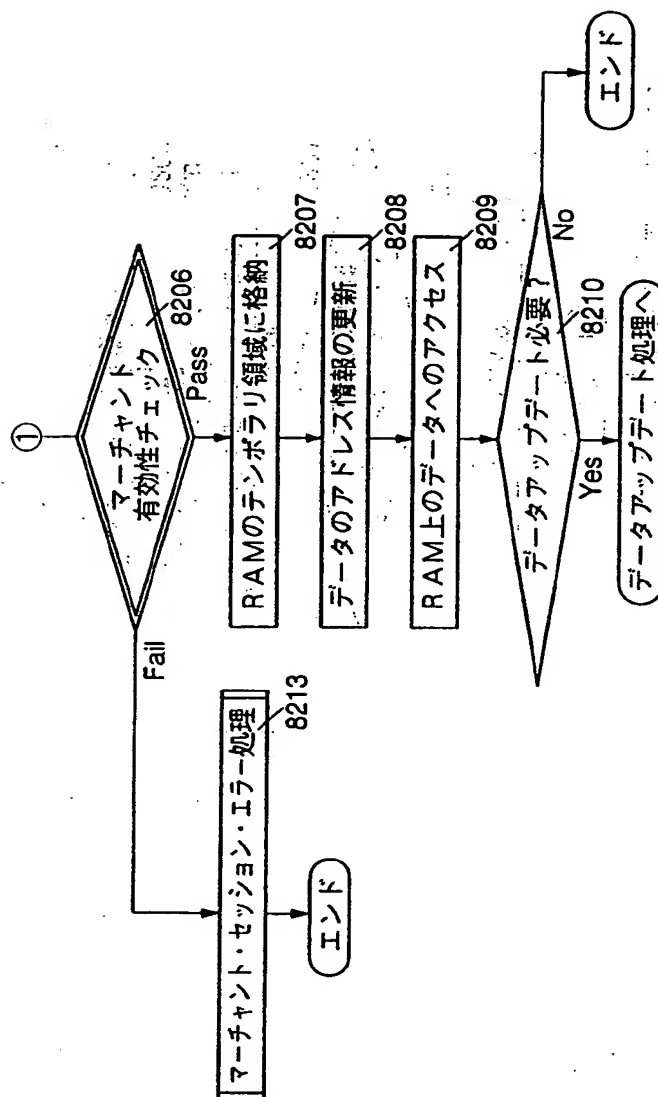 ①
マーチャント
有効性チェック
8206
Fail
Pass
RAMのテンポラリ領域に格納
8207
データのアドレス情報の更新
8208
RAM上のデータへのアクセス
8209
データアップデート必要?
8210
No
Yes
エンド
データアップデート処理へ
マーチャント・セッション・エラー処理
8213
エンド